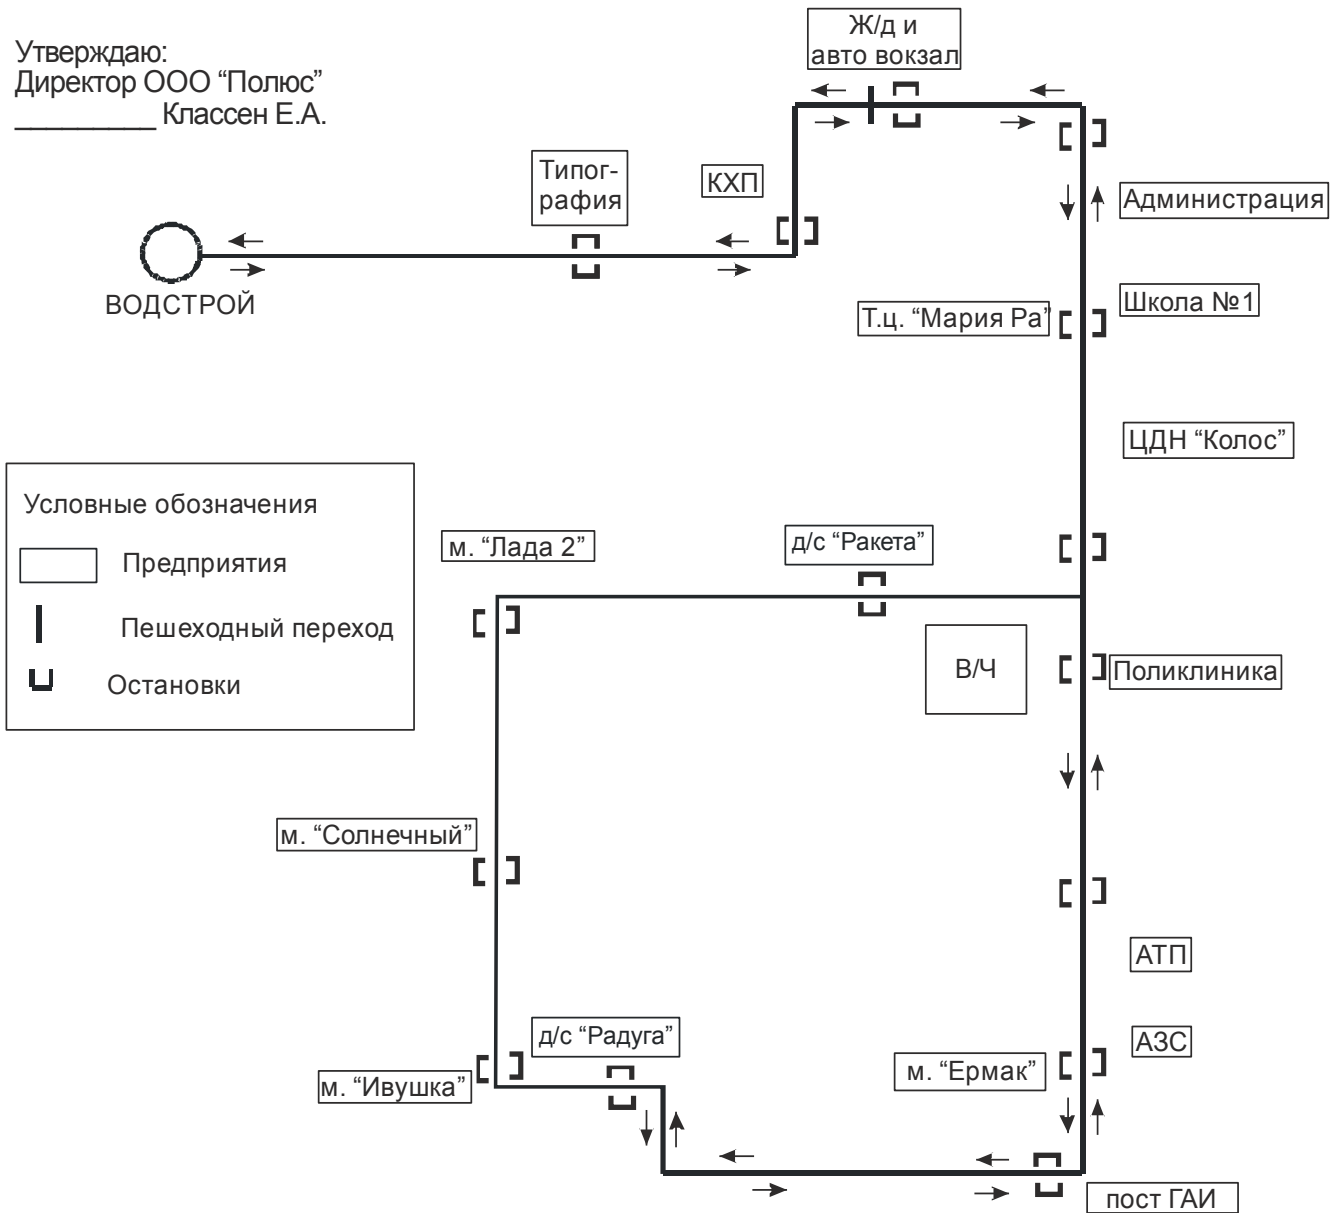 Утверждаю:
Директор ООО “Полюс”
__________ Классен Е.А.
Ж/д и
авто вокзал
Типог-
рафия
КХП
Администрация
ВОДСТРОЙ
Т.ц. “Мария Ра”
Школа №1
ЦДН “Колос”
Условные обозначения
Предприятия
Пешеходный переход
Остановки
м. “Лада 2”
д/с “Ракета”
В/Ч
Поликлиника
м. “Солнечный”
АТП
д/с “Радуга”
АЗС
м. “Ивушка”
м. “Ермак”
пост ГАИ